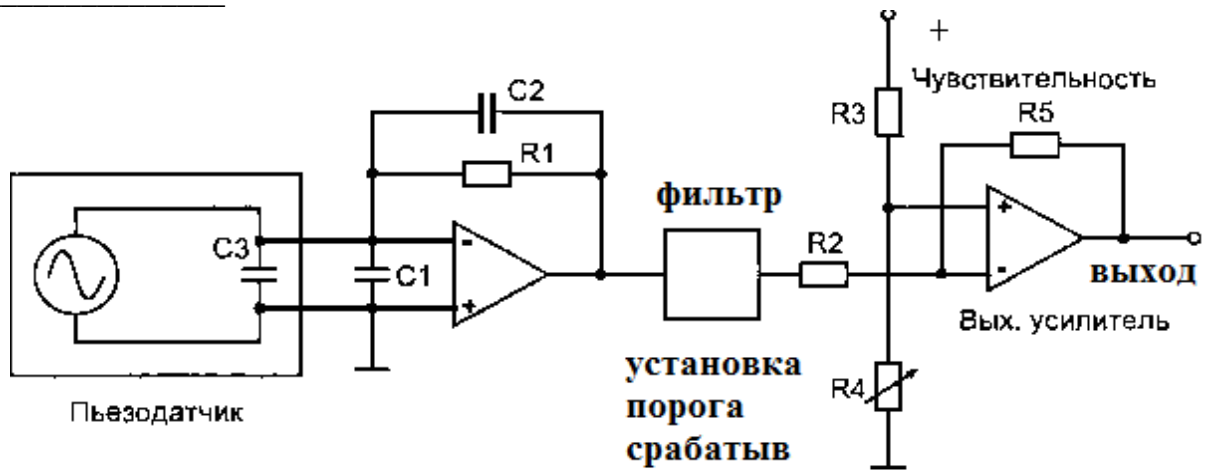 +
Чувствительность
C2
R3
R5
R1
фильтр
C3
-
+
R2
+
-
C1
+
выход
Вых. усилитель
установка
порога
срабатыв
R4
Пьезодатчик